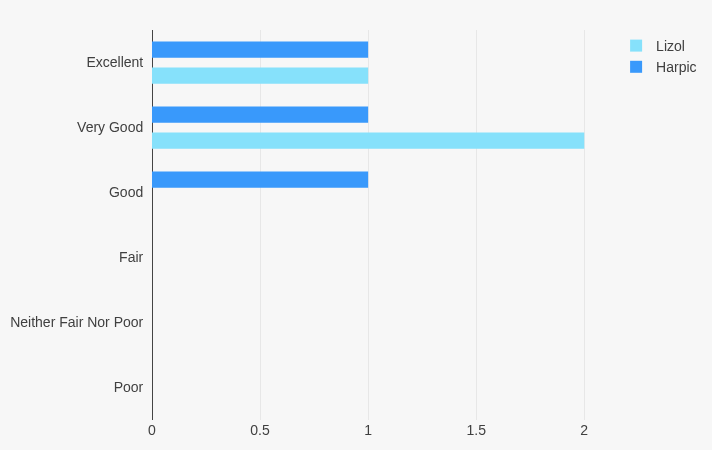 Excellent
Very Good
Good
Fair
Neither Fair Nor Poor
Poor
0
0.5
1
1.5
2
Lizol
Harpic